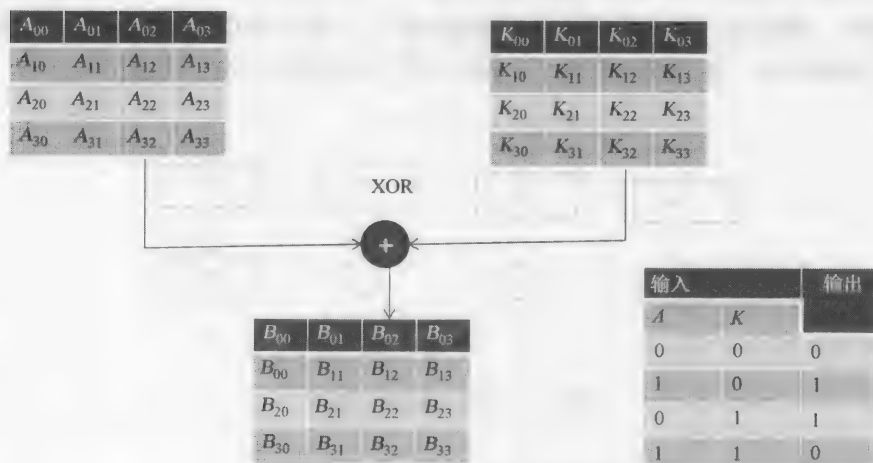 A00 A01 A02 A03
A10 A11 A12 A13
A20 A21 A22 A23
A30 A31 A32 A33
K00 K01 K02 K03
K10 K11 K12 K13
K20 K21 K22 K23
K30 K31 K32 K33
XOR
+
B00 B01 B02 B03
B00 B11 B12 B13
B20 B21 B22 B23
B30 B31 B32 B33
输入 输出
A K
0 0 0
1 0 1
0 1 1
1 1 0